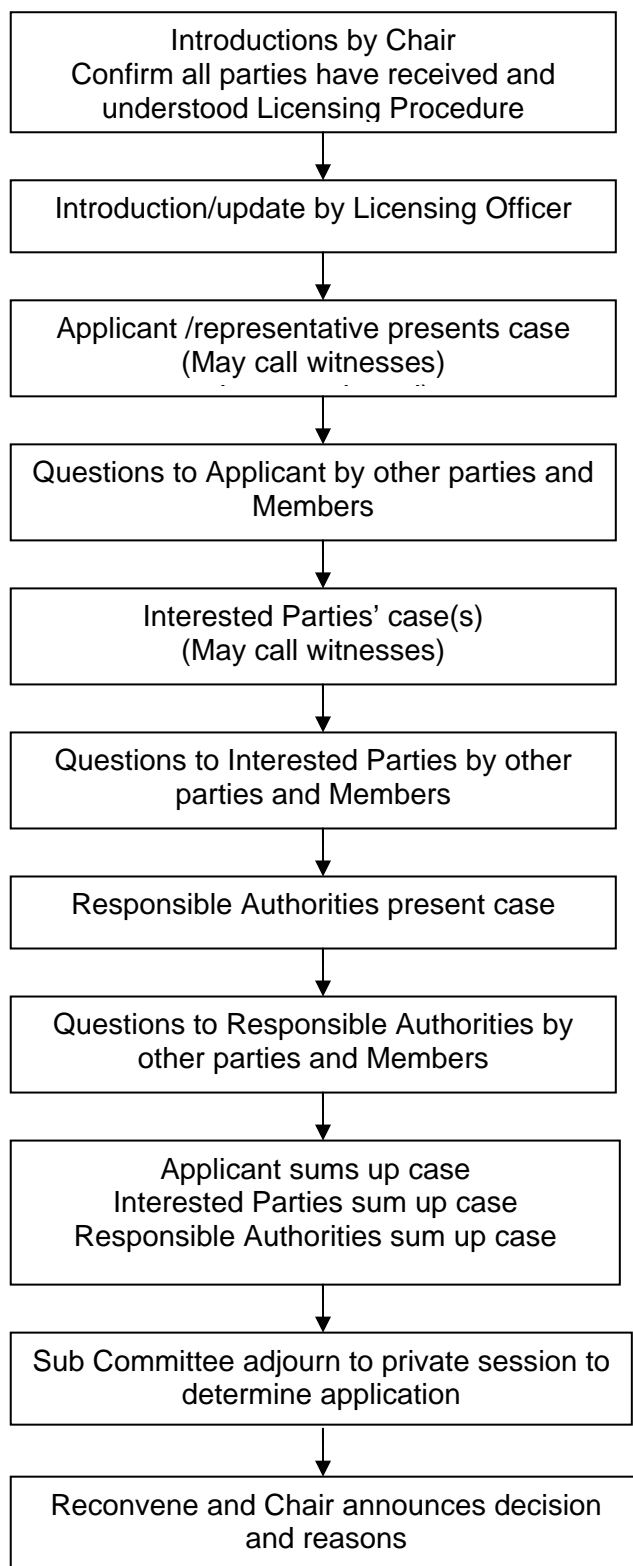 Introductions by Chair
Confirm all parties have received and
understood Licensing Procedure
Introduction/update by Licensing Officer
Applicant /representative presents case
(May call witnesses)
Questions to Applicant by other parties and
Members
Interested Parties’ case(s)
(May call witnesses)
Questions to Interested Parties by other
parties and Members
Responsible Authorities present case
Questions to Responsible Authorities by
other parties and Members
Applicant sums up case
Interested Parties sum up case
Responsible Authorities sum up case
Sub Committee adjourn to private session to
determine application
Reconvene and Chair announces decision
and reasons